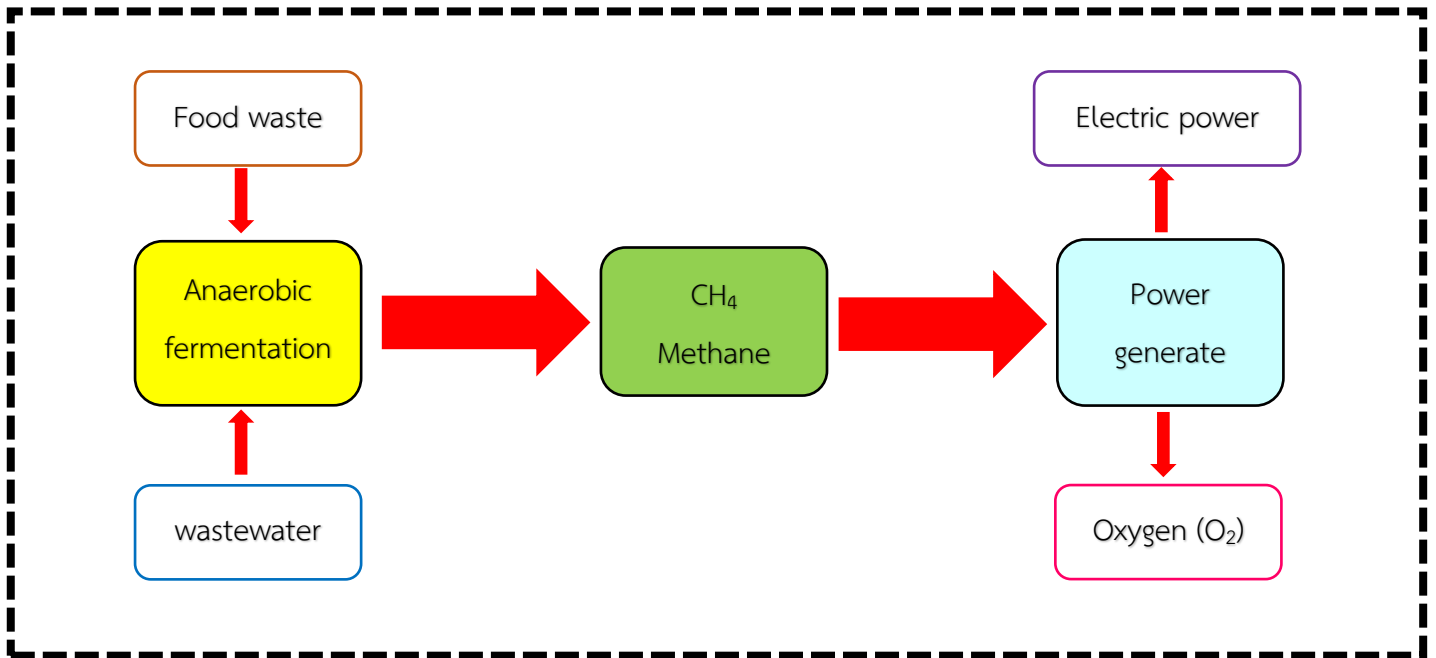 Food waste
Electric power
Anaerobic
fermentation
CH₄
Methane
Power
generate
wastewater
Oxygen (O₂)